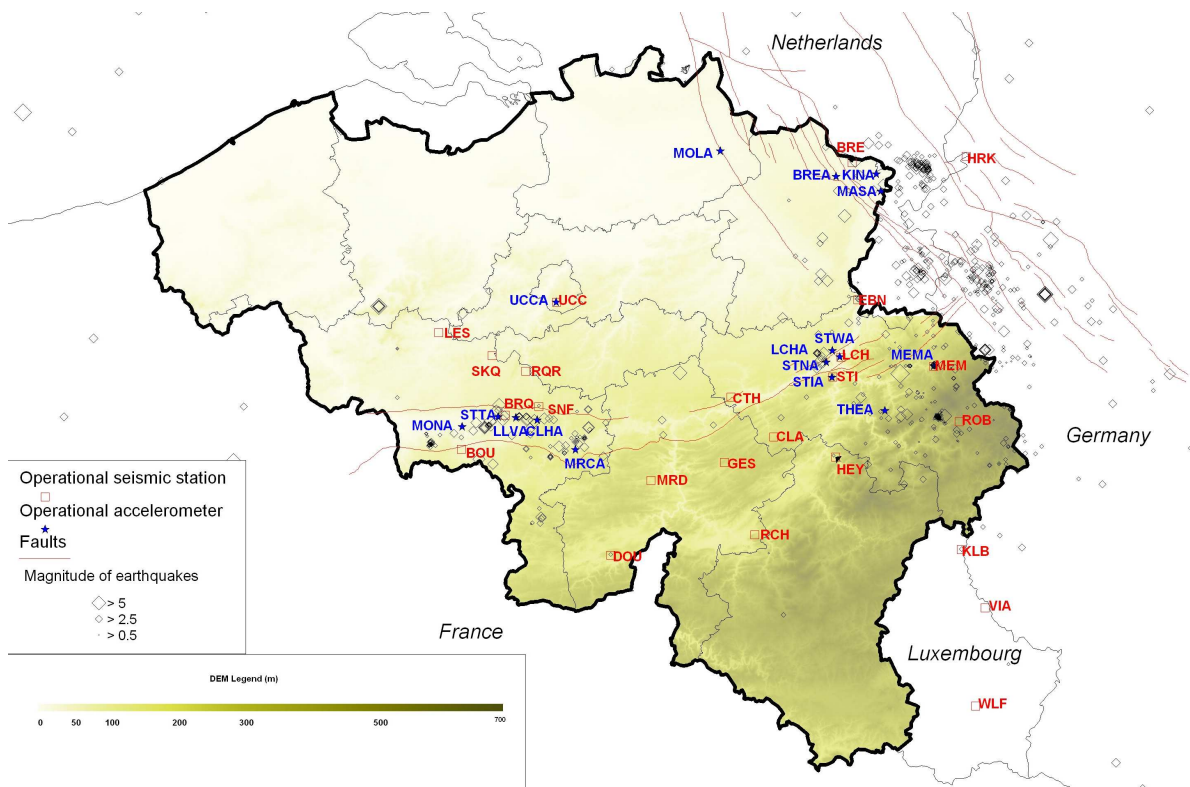 Netherlands
BRE
HRK
MOLA
BREA
KINA
MASA
UCCA
UCC
EBN
LES
STWA
LCHA
LCH
MEMA
SKQ
RQR
STNA
MEM
STIA
STI
CTH
BRQ
SNF
STTA
THEA
MONA
LLVA
CLHA
ROB
CLA
Germany
BOU
MRCA
GES
HEY
MRD
Operational seismic station
Operational accelerometer
Faults
RCH
DOU
KLB
Magnitude of earthquakes
> 5
> 2.5
> 0.5
VIA
France
Luxembourg
DEM Legend (m)
WLF
0 50 100 200 300 500 700